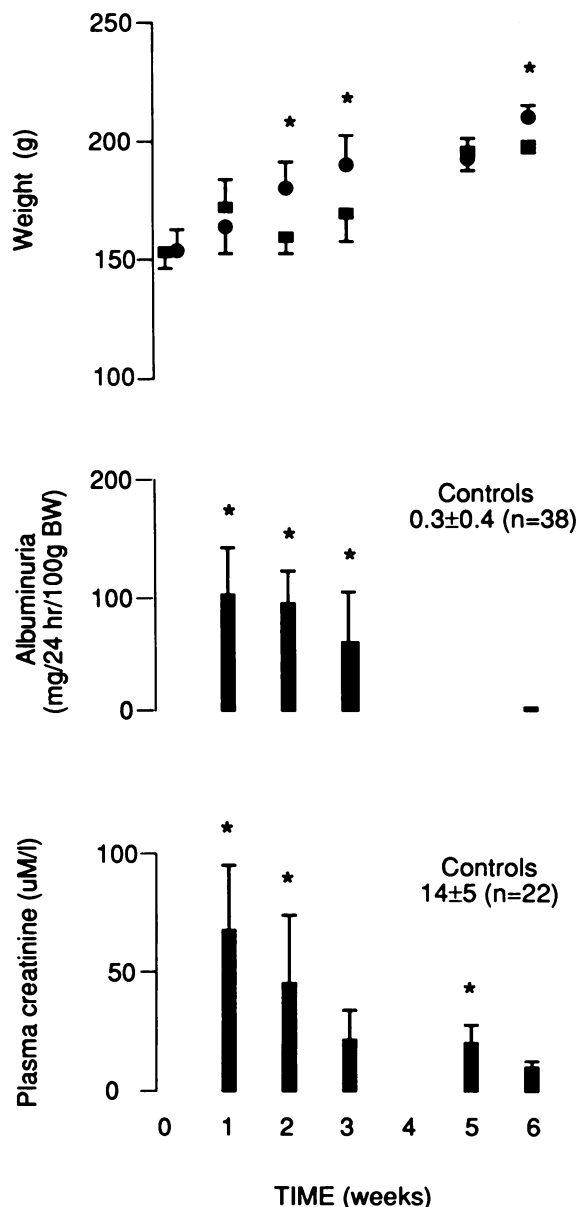 250
*
*
*
200
Weight (g)
150
100
200
Controls
0.3±0.4 (n=38)
*
*
*
Albuminuria
(mg/24 hr/100g BW)
100
0
*
100
Controls
14±5 (n=22)
*
Plasma creatinine (uM/l)
50
*
0
0 1 2 3 4 5 6
TIME (weeks)